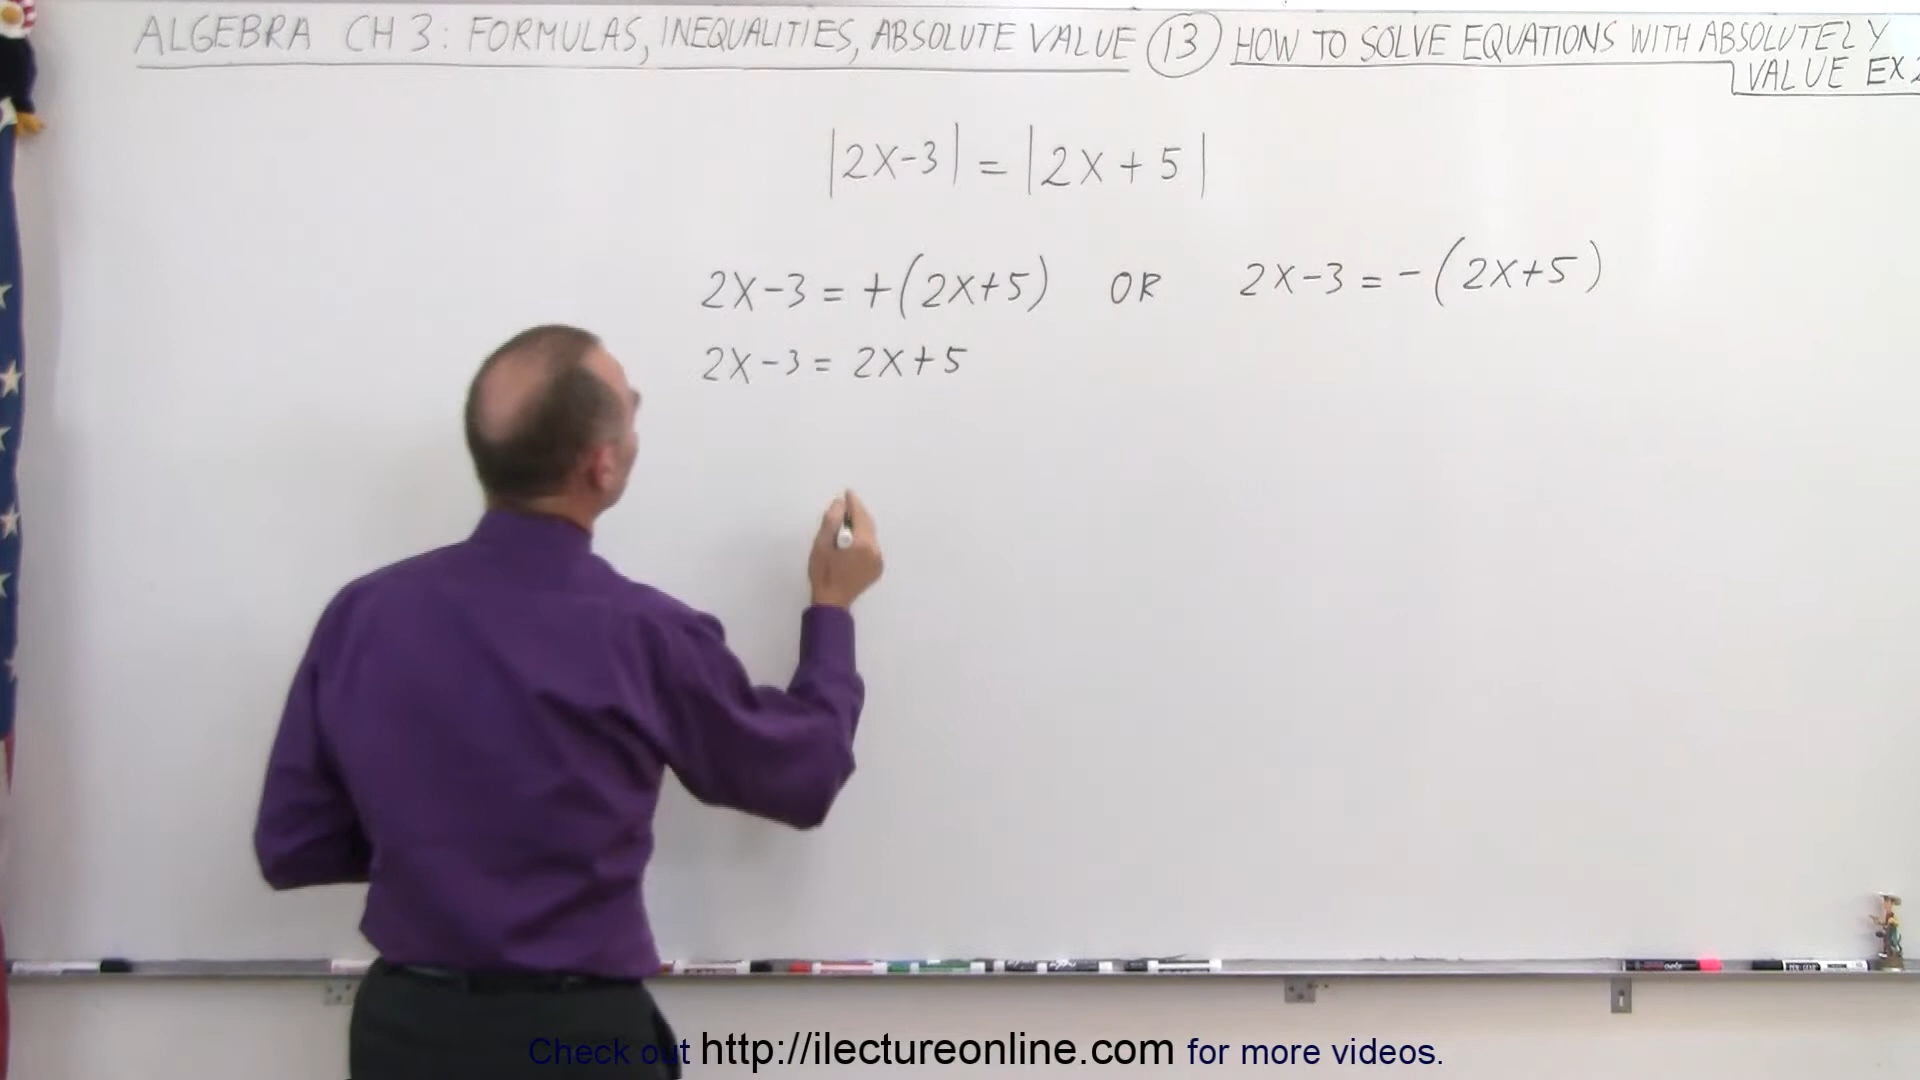 ALGEBRA CH 3: FORMULAS, INEQUALITIES, ABSOLUTE VALUE 13 HOW TO SOLVE EQUATIONS WITH ABSOLUTELY
VALUE EX 2
|2X-3| = |2X+5|
2X-3 = +(2X+5) OR 2X-3 = -(2X+5)
2X-3 = 2X+5
Check out http://ilectureonline.com for more videos.